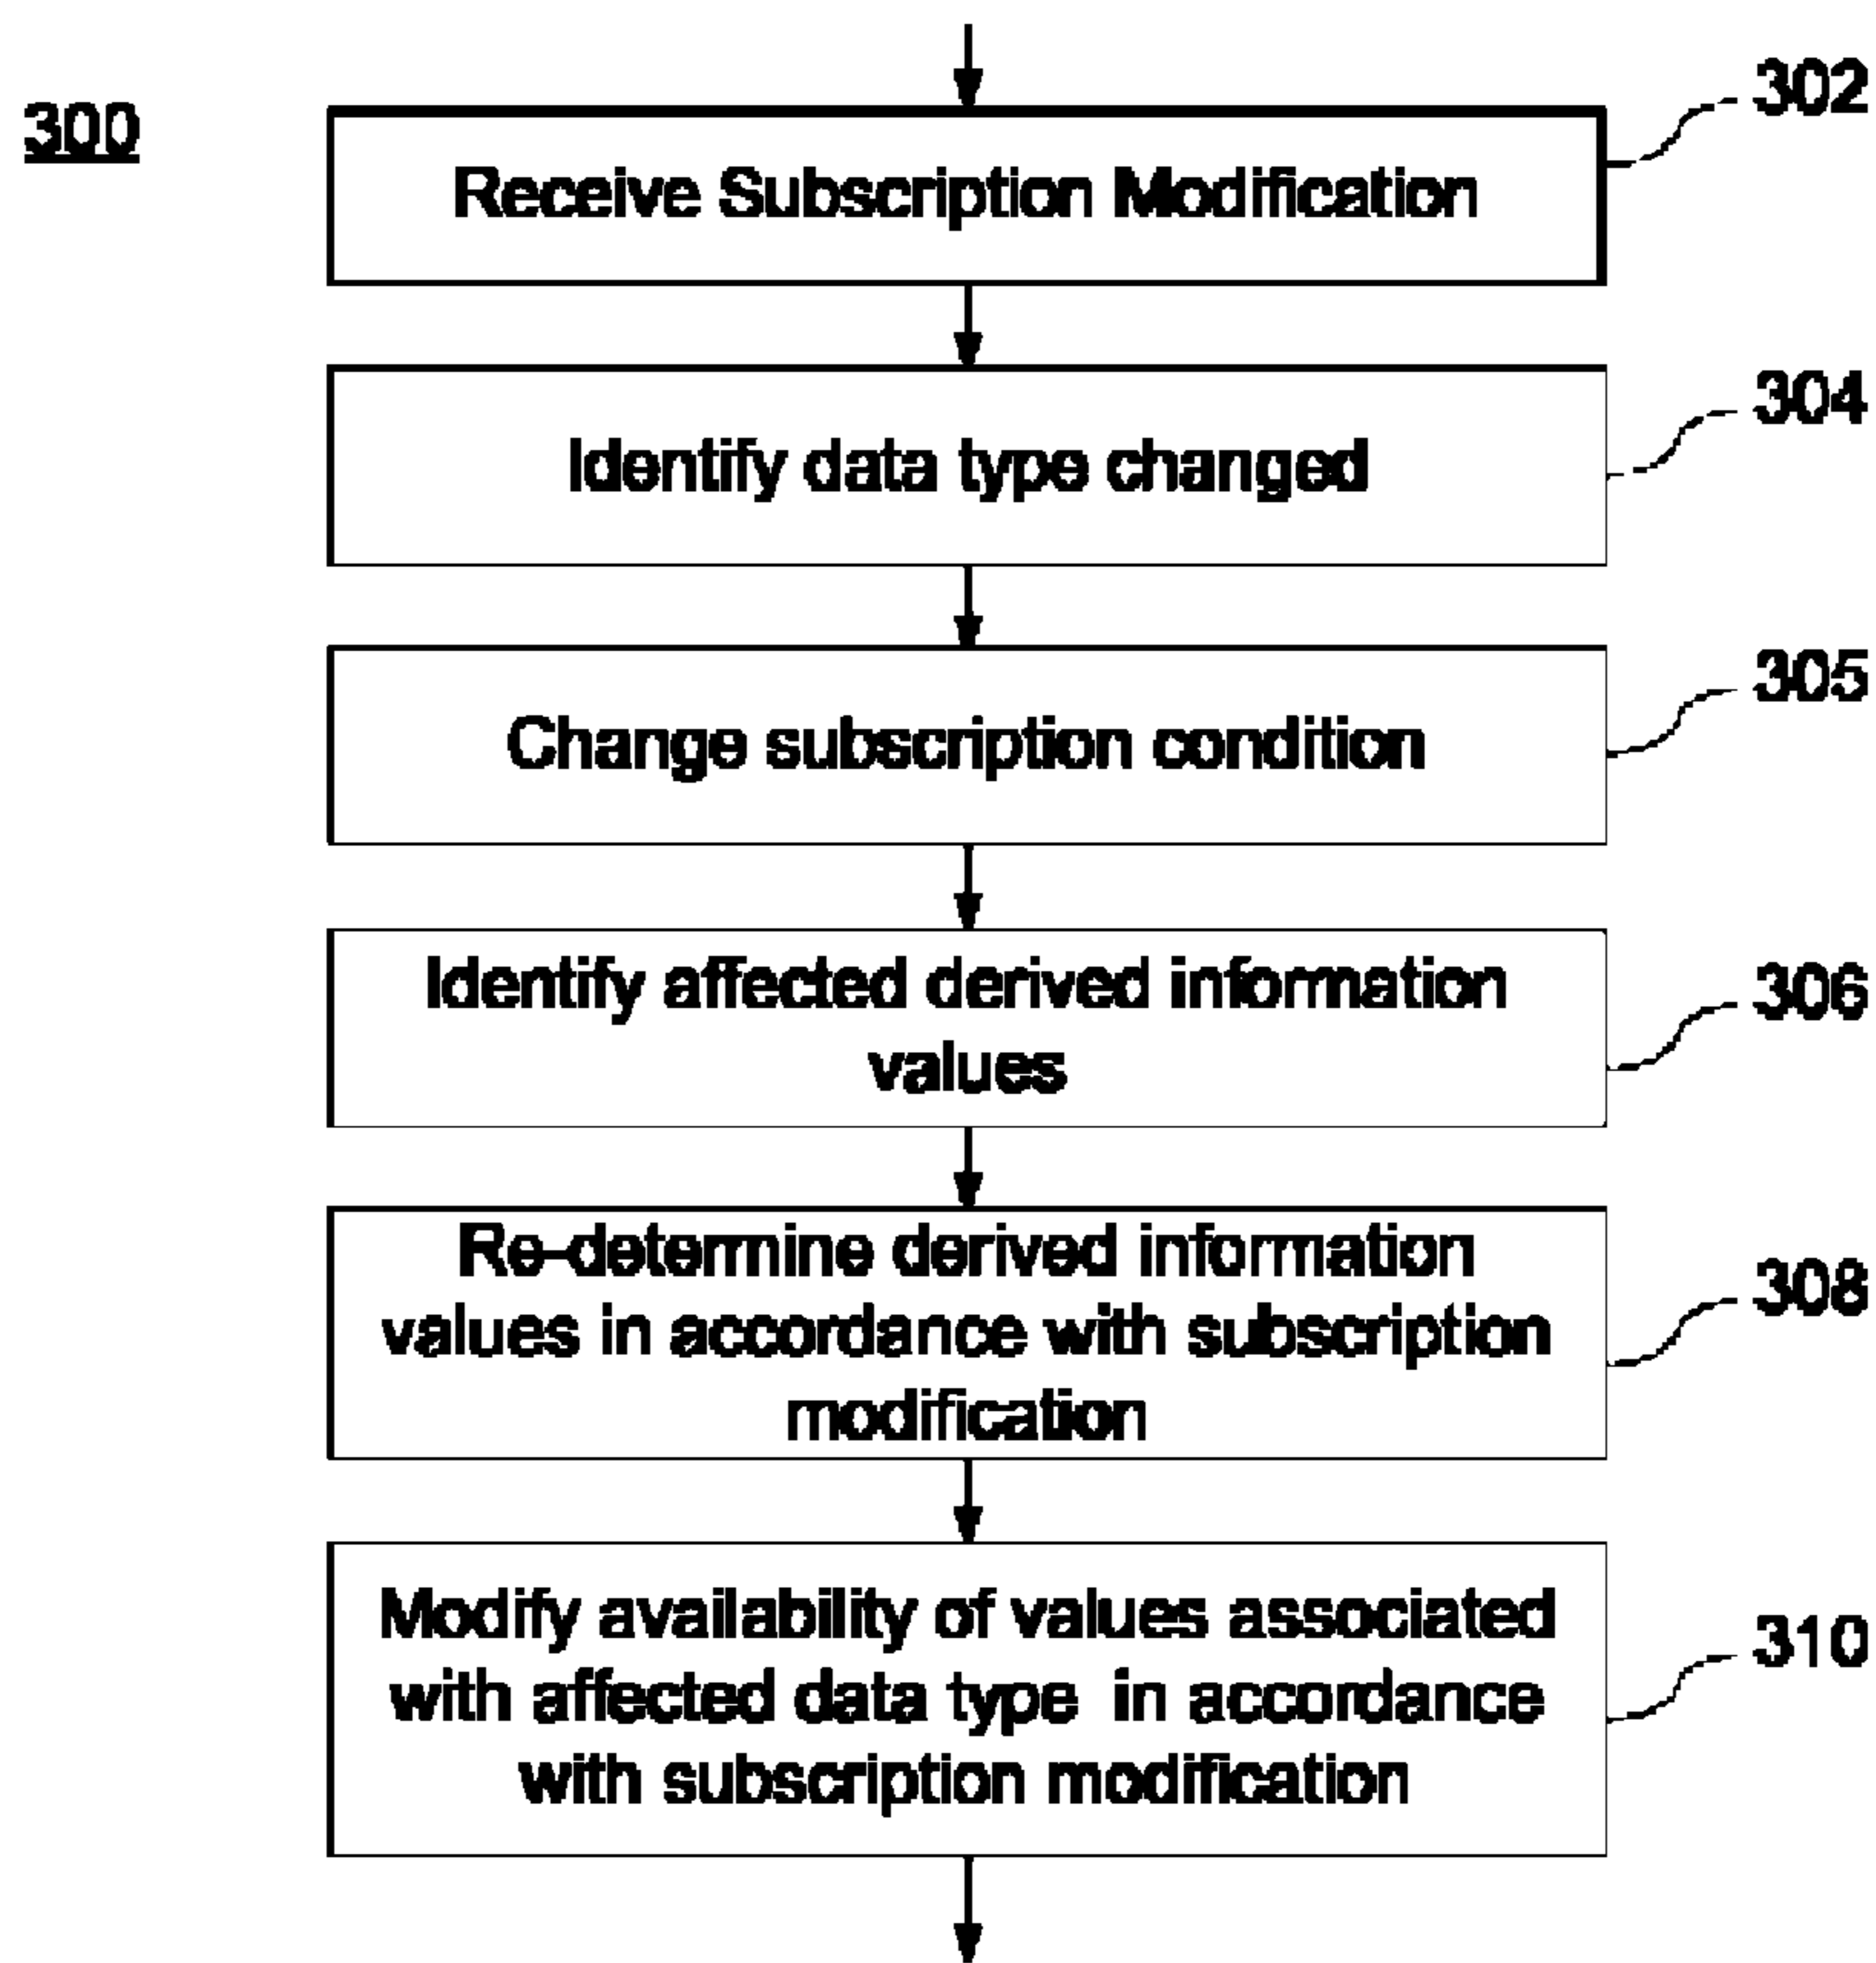 300
302
Receive Subscription Modification
304
Identify data type changed
305
Change subscription condition
306
Identify affected derived information
values
308
Re-determine derived information
values in accordance with subscription
modification
310
Modify availability of values associated
with affected data type in accordance
with subscription modification